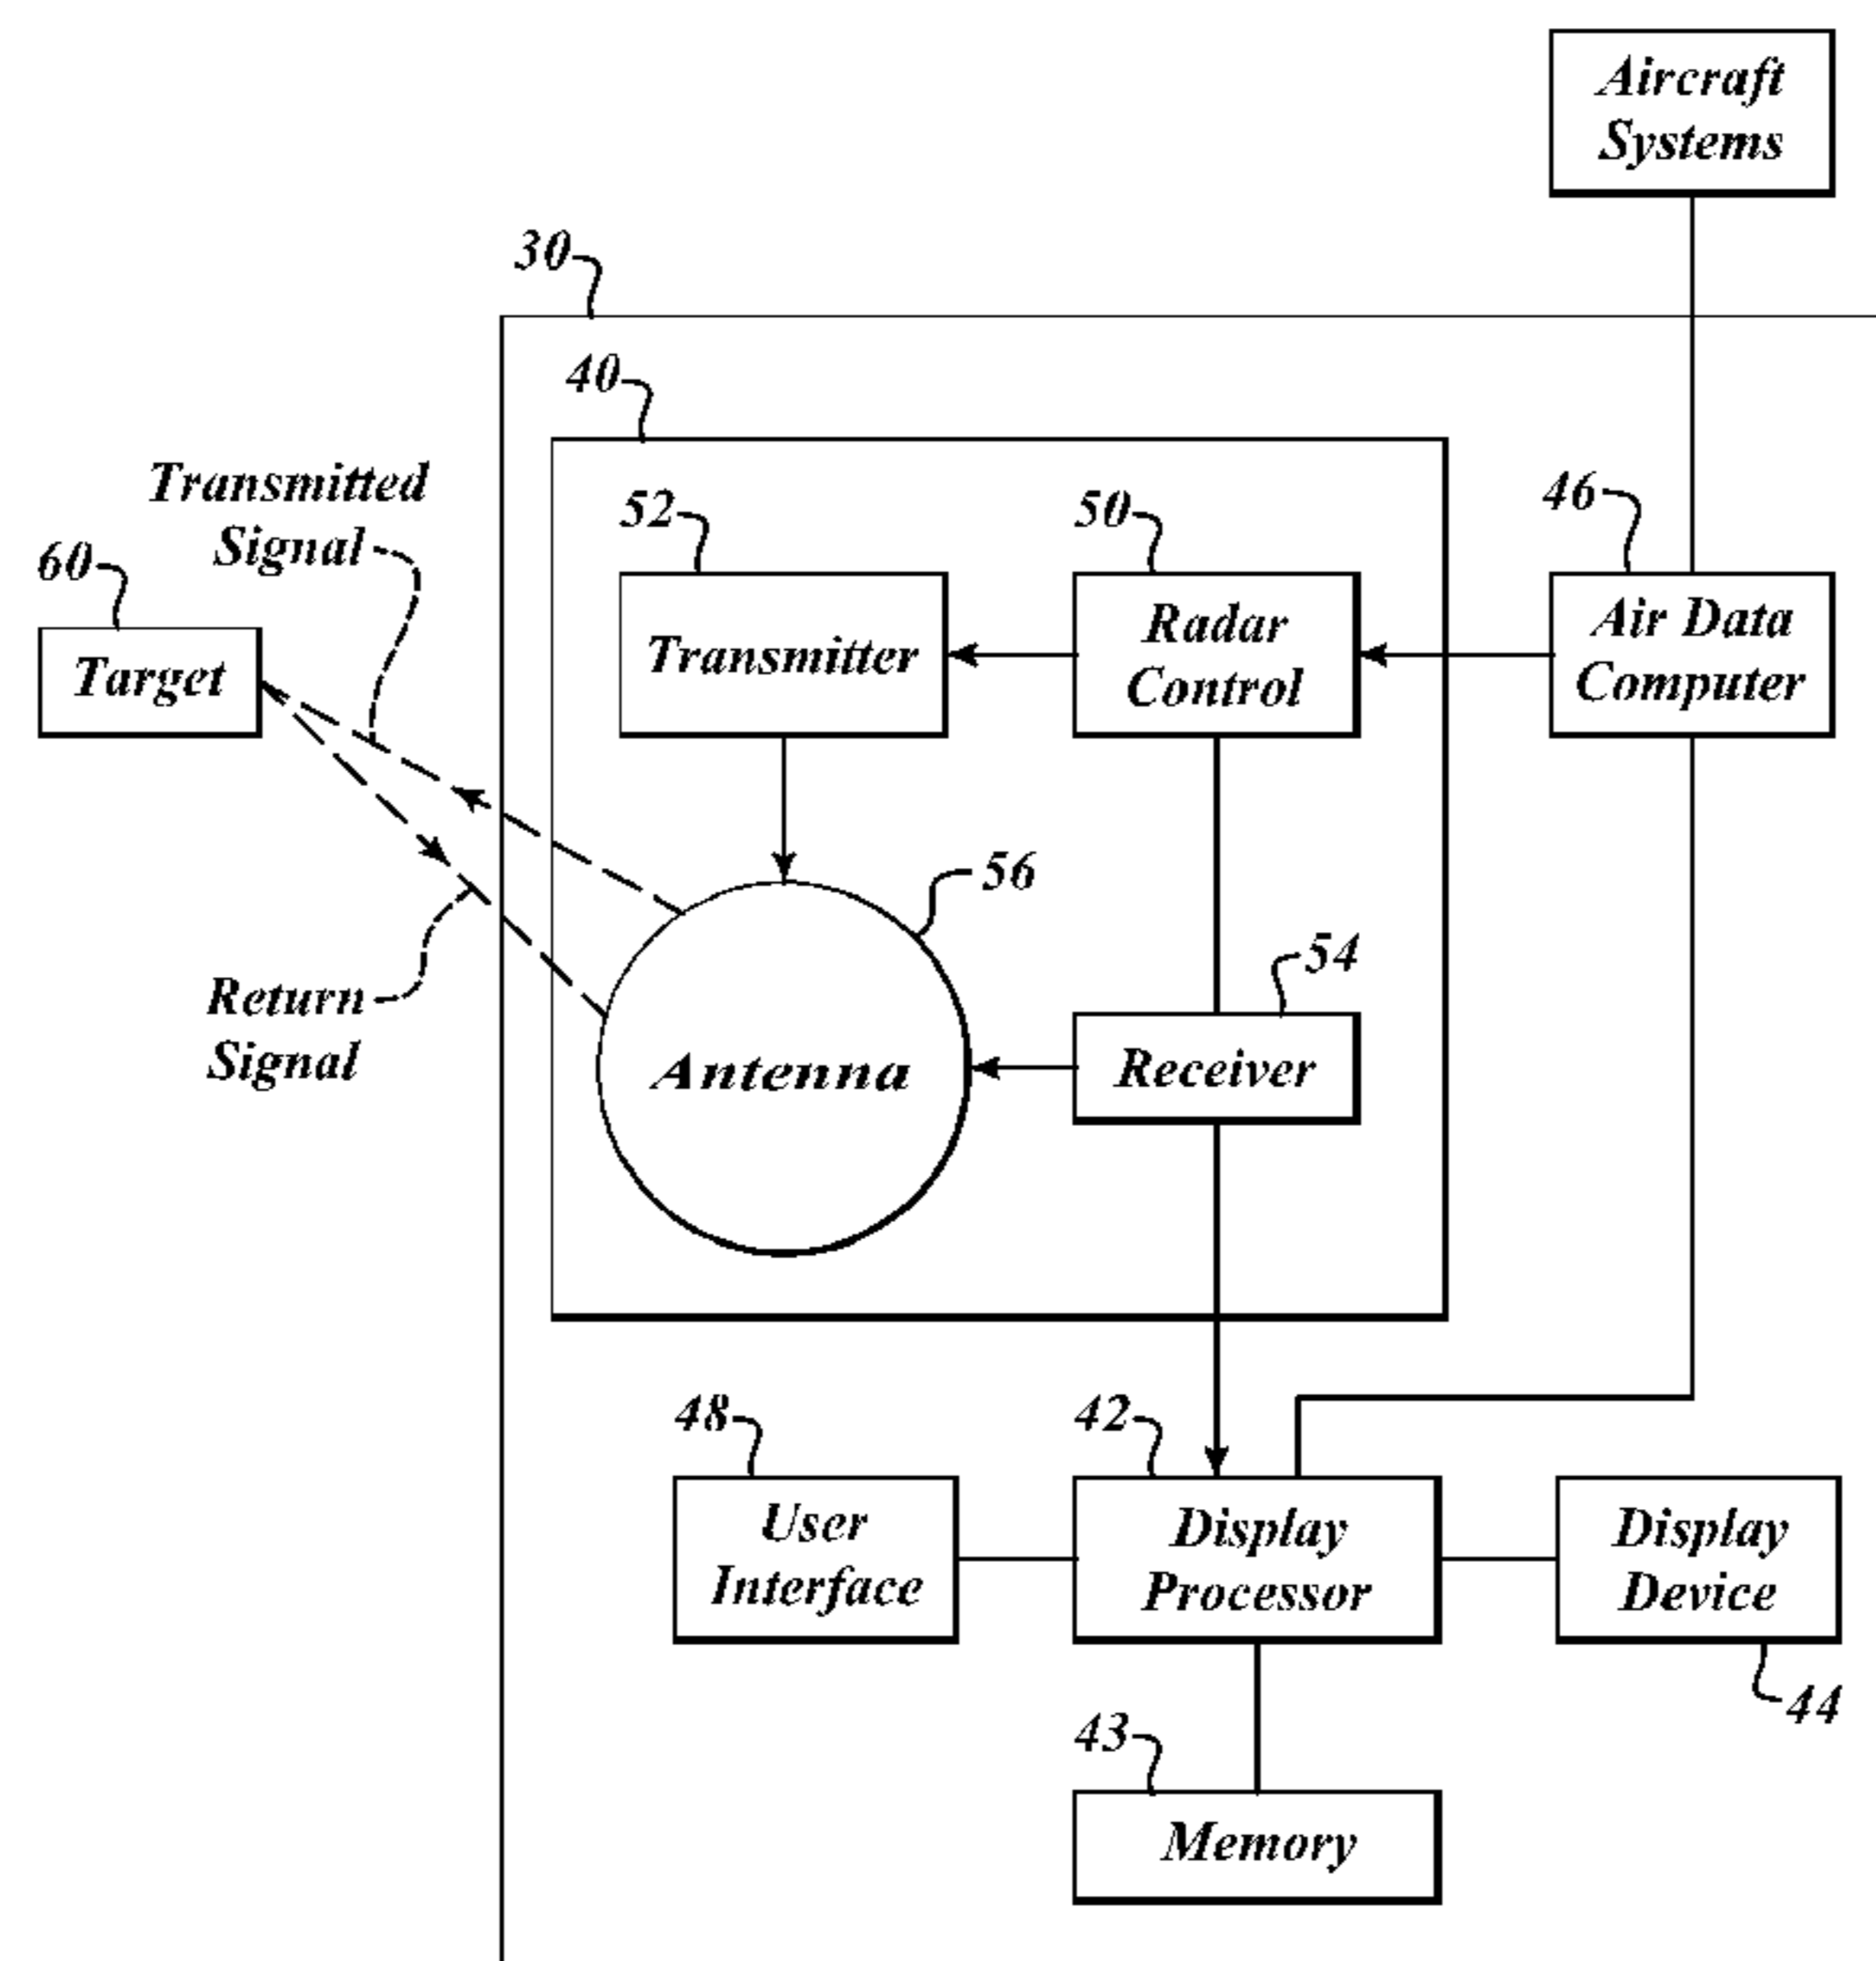 Aircraft
Systems
30
40
Transmitted
Signal
52
50
46
60
Target
Transmitter
Radar
Control
Air Data
Computer
56
54
Return
Signal
Antenna
Receiver
48
42
User
Interface
Display
Processor
Display
Device
44
43
Memory